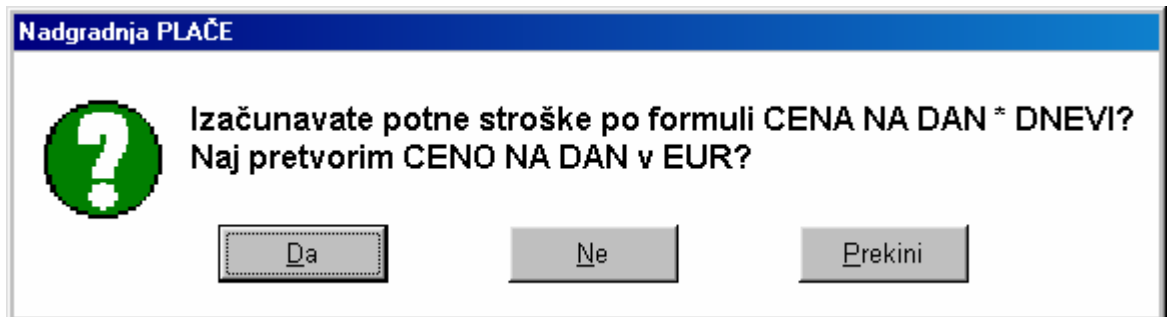 Nadgradnja PLAČE
Izačunavate potne stroške po formuli CENA NA DAN * DNEVI?
Naj pretvorim CENO NA DAN v EUR?
Da Ne Prekini